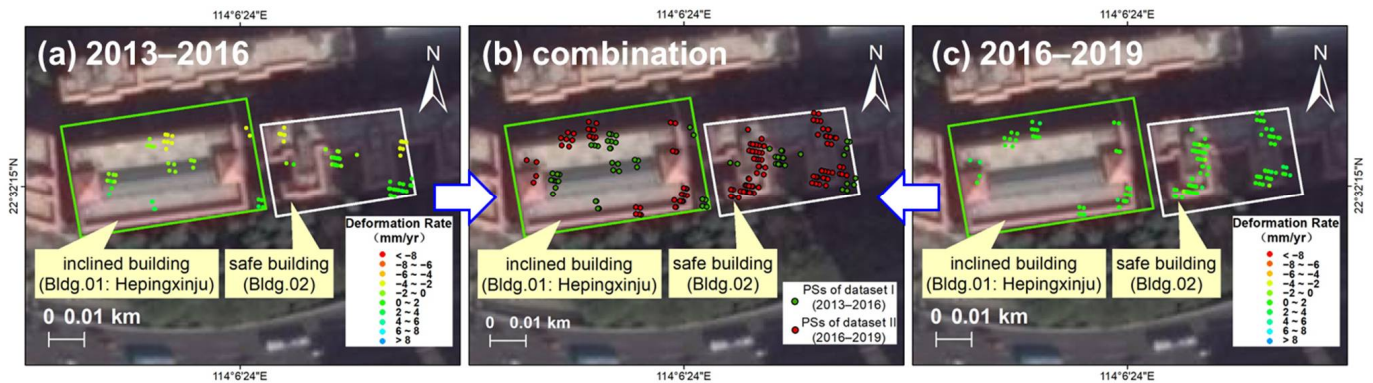 114°6'24"E
114°6'24"E
114°6'24"E
22°32'15"N
(a) 2013–2016
N
inclined building
(Bldg.01: Hepingxinju)
safe building
(Bldg.02)
0 0.01 km
Deformation Rate
(mm/yr)
< −8
−8 ~ −6
−6 ~ −4
−4 ~ −2
−2 ~ 0
0 ~ 2
2 ~ 4
4 ~ 6
6 ~ 8
> 8
(b) combination
N
inclined building
(Bldg.01: Hepingxinju)
safe building
(Bldg.02)
0 0.01 km
PSs of dataset I
(2013–2016)
PSs of dataset II
(2016–2019)
(c) 2016–2019
N
inclined building
(Bldg.01: Hepingxinju)
safe building
(Bldg.02)
0 0.01 km
Deformation Rate
(mm/yr)
< −8
−8 ~ −6
−6 ~ −4
−4 ~ −2
−2 ~ 0
0 ~ 2
2 ~ 4
4 ~ 6
6 ~ 8
> 8
22°32'15"N
114°6'24"E
114°6'24"E
114°6'24"E